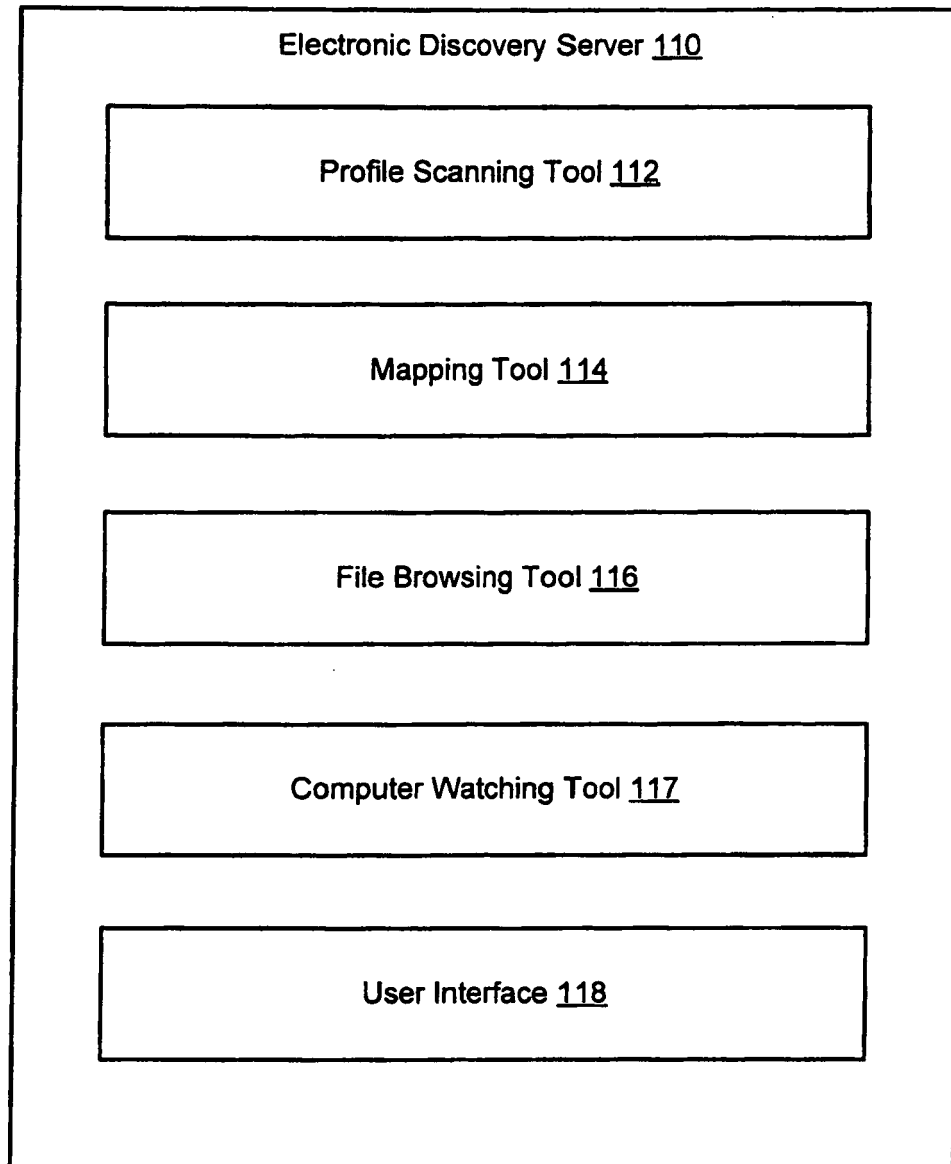 Electronic Discovery Server 110
Profile Scanning Tool 112
Mapping Tool 114
File Browsing Tool 116
Computer Watching Tool 117
User Interface 118